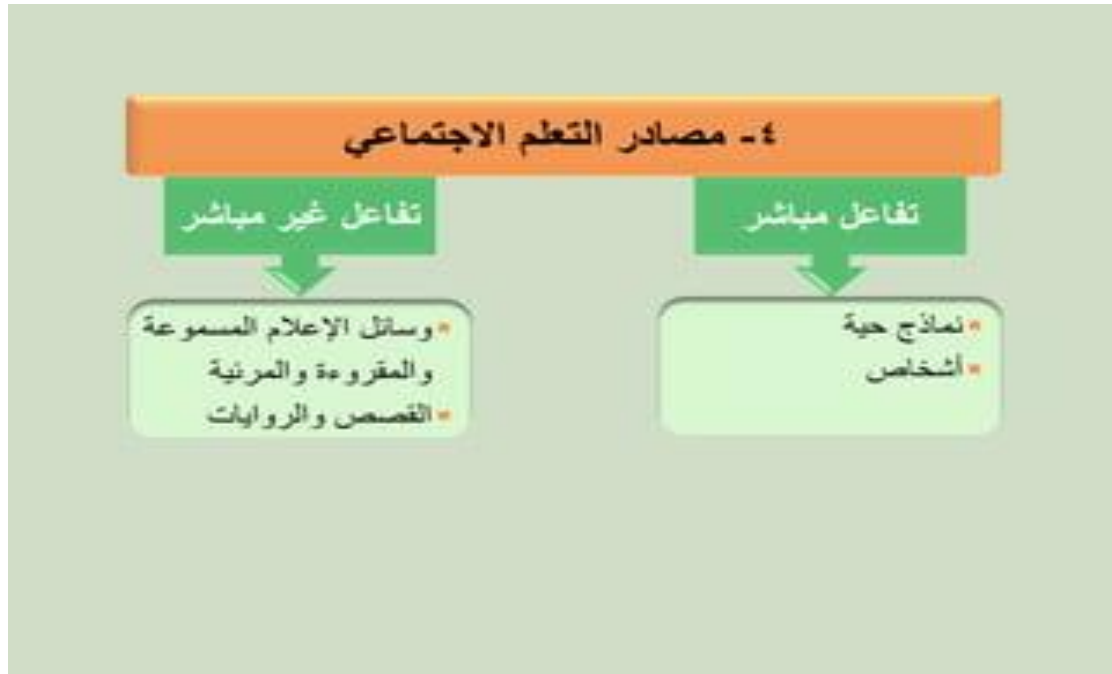 ٤- مصادر التعلم الاجتماعي
تفاعل مباشر
نماذج حية
أشخاص
تفاعل غير مباشر
وسائل الإعلام المسموعة
والمقروءة والمرئية
القصص والروايات